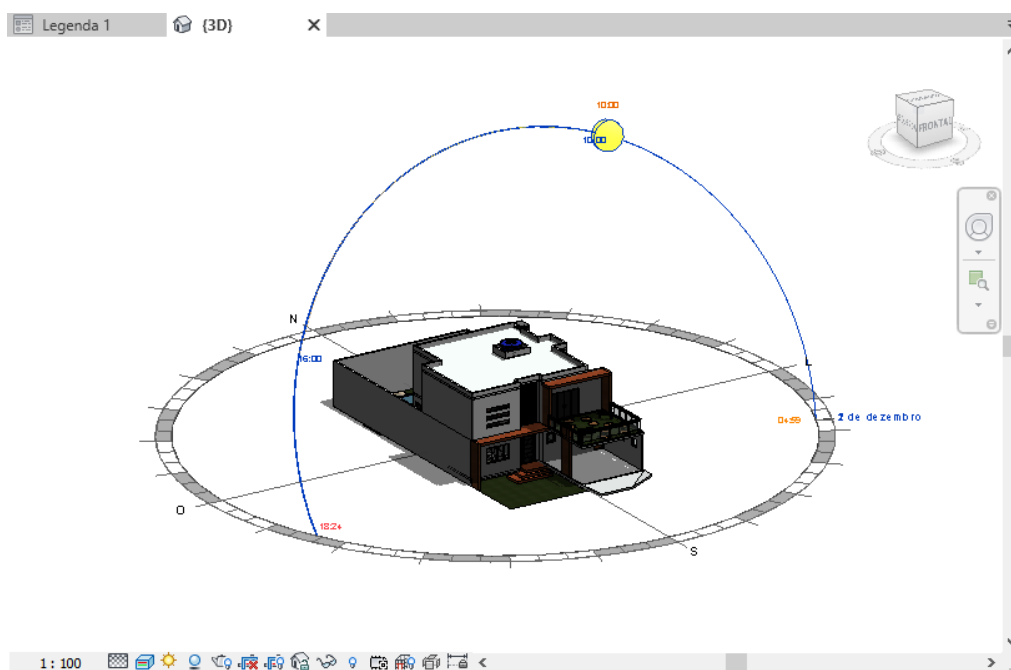 Legenda 1
{3D}
10:00
10:00
FRONTAL
N
16:00
L
04:59
2 de dezembro
O
18:24
S
1 : 100